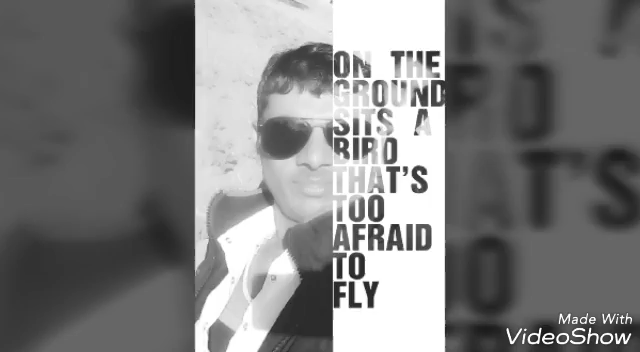 ON THE
GROUND
SITS A
BIRD
THAT'S
TOO
AFRAID
TO
FLY
Made With
VideoShow